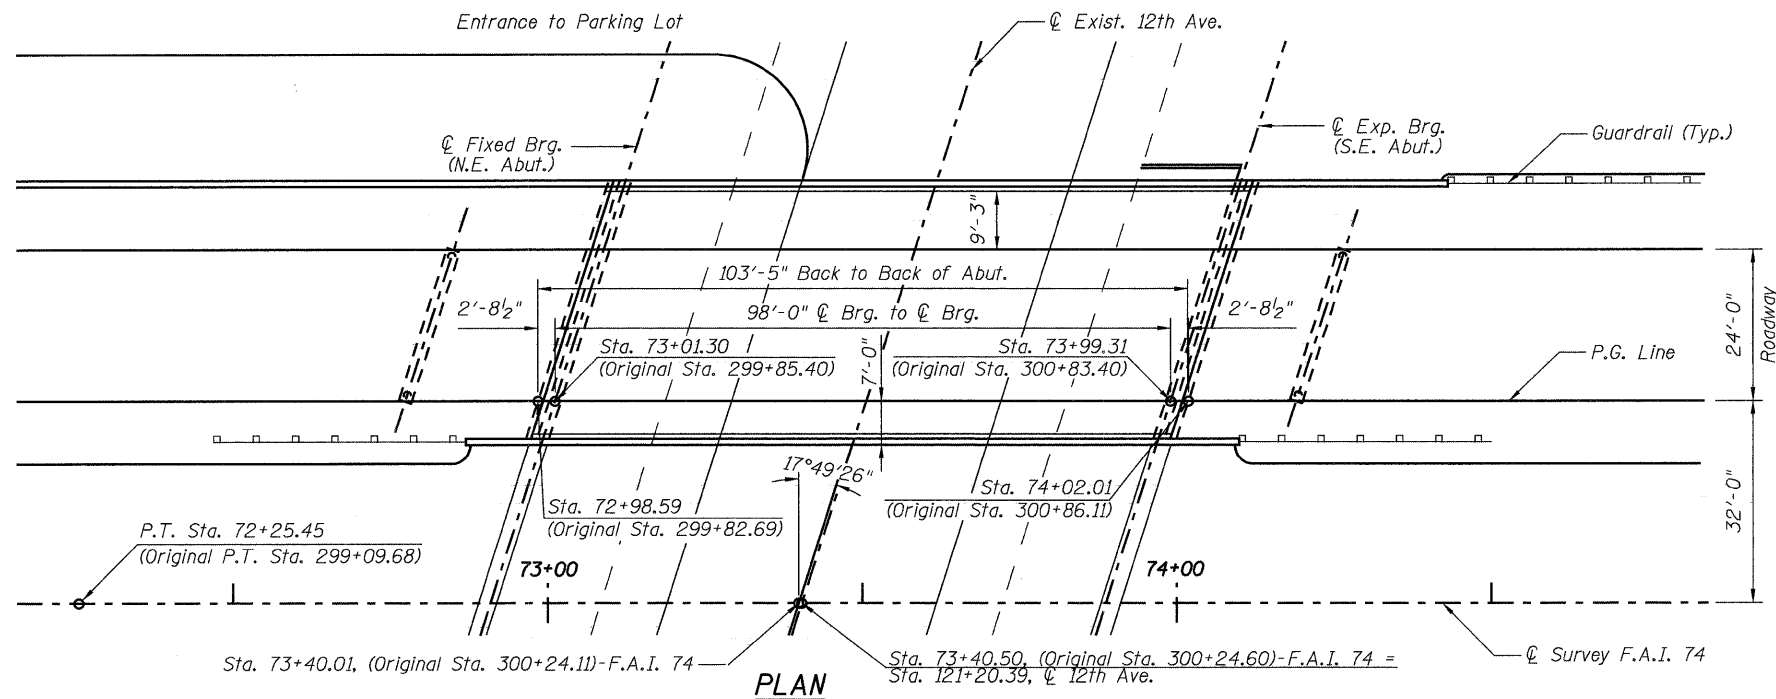 Entrance to Parking Lot
℄ Exist. 12th Ave.
℄ Fixed Brg.
(N.E. Abut.)
℄ Exp. Brg.
(S.E. Abut.)
Guardrail (Typ.)
9'-3"
103'-5" Back to Back of Abut.
2'-8½"
98'-0" ℄ Brg. to ℄ Brg.
2'-8½"
24'-0"
Roadway
Sta. 73+01.30
(Original Sta. 299+85.40)
7'-0"
Sta. 73+99.31
(Original Sta. 300+83.40)
P.G. Line
17°49'26"
Sta. 72+98.59
(Original Sta. 299+82.69)
Sta. 74+02.01
(Original Sta. 300+86.11)
32'-0"
P.T. Sta. 72+25.45
(Original P.T. Sta. 299+09.68)
73+00
74+00
Sta. 73+40.01, (Original Sta. 300+24.11)-F.A.I. 74
Sta. 73+40.50, (Original Sta. 300+24.60)-F.A.I. 74 =
Sta. 121+20.39, ℄ 12th Ave.
℄ Survey F.A.I. 74
PLAN